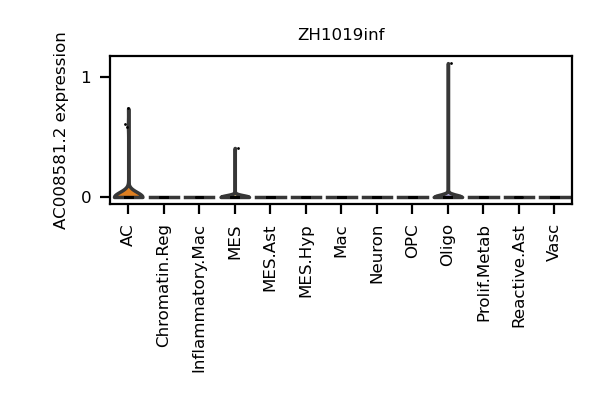 ZH1019inf
AC008581.2 expression
1
0
AC
Chromatin.Reg
Inflammatory.Mac
MES
MES.Ast
MES.Hyp
Mac
Neuron
OPC
Oligo
Prolif.Metab
Reactive.Ast
Vasc